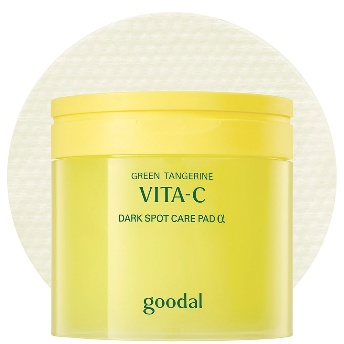 GREEN TANGERINE
VITA-C
DARK SPOT CARE PAD α
goodal